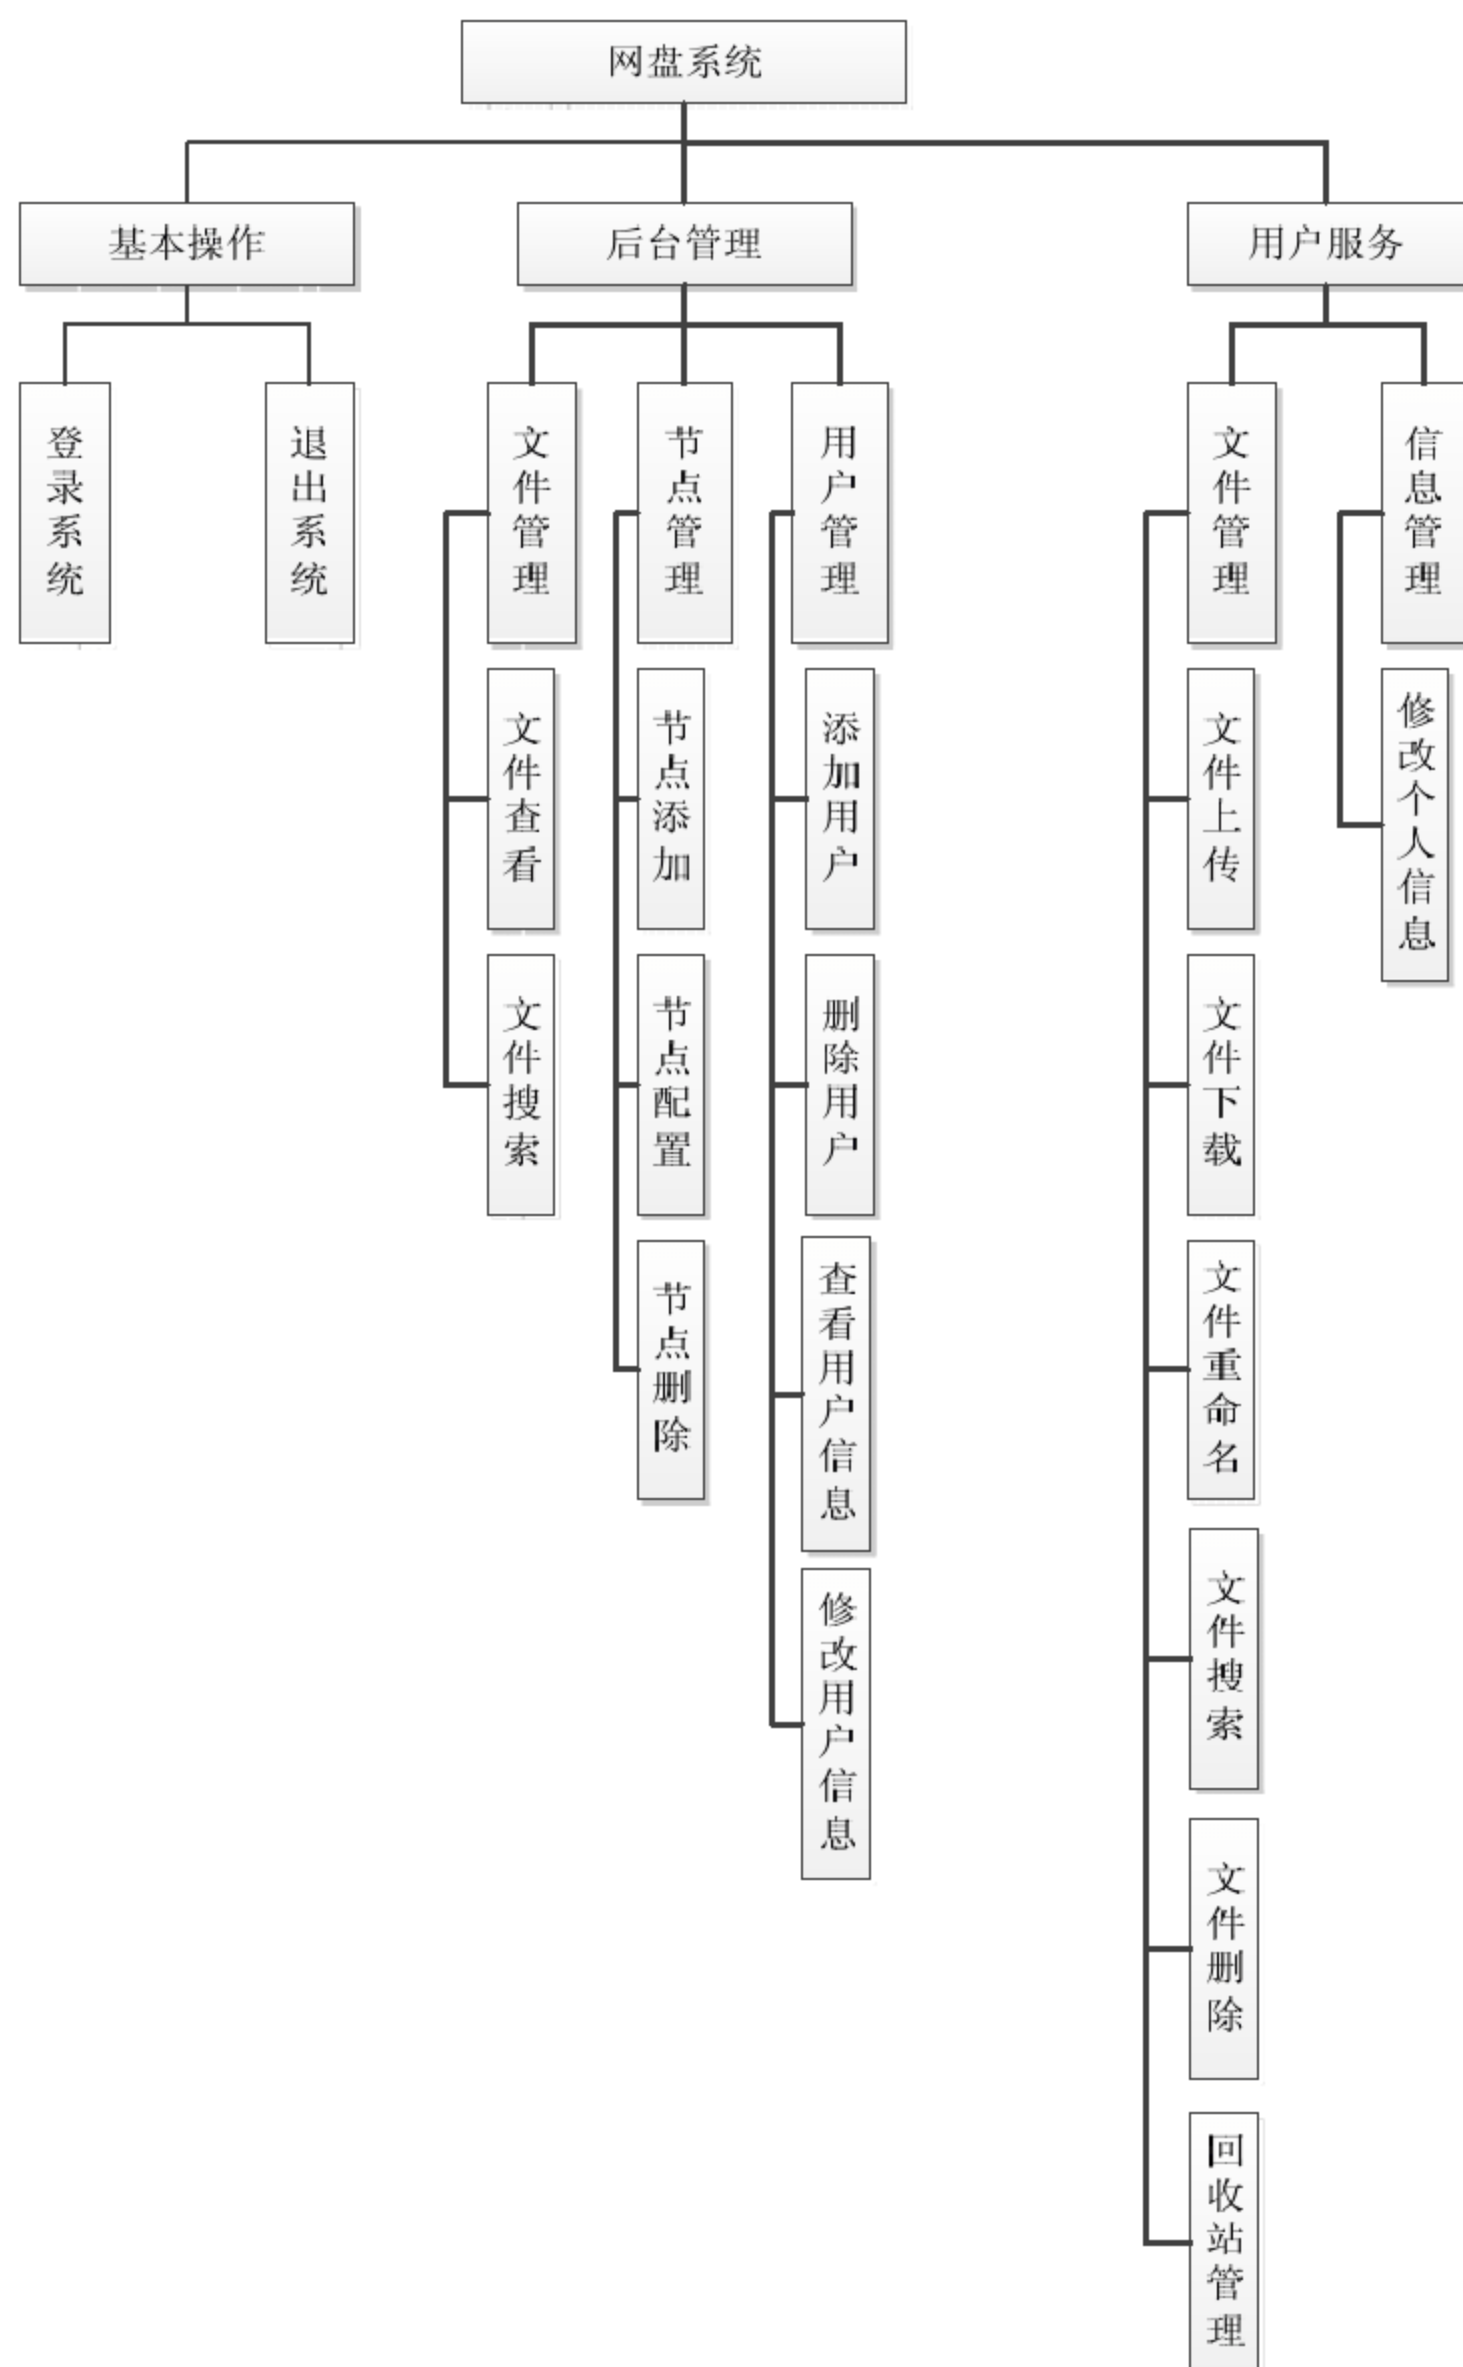 网盘系统
基本操作
后台管理
用户服务
登录系统
退出系统
文件管理
节点管理
用户管理
文件管理
信息管理
文件查看
节点添加
添加用户
文件上传
修改个人信息
文件搜索
节点配置
删除用户
文件下载
节点删除
查看用户信息
文件重命名
修改用户信息
文件搜索
文件删除
回收站管理